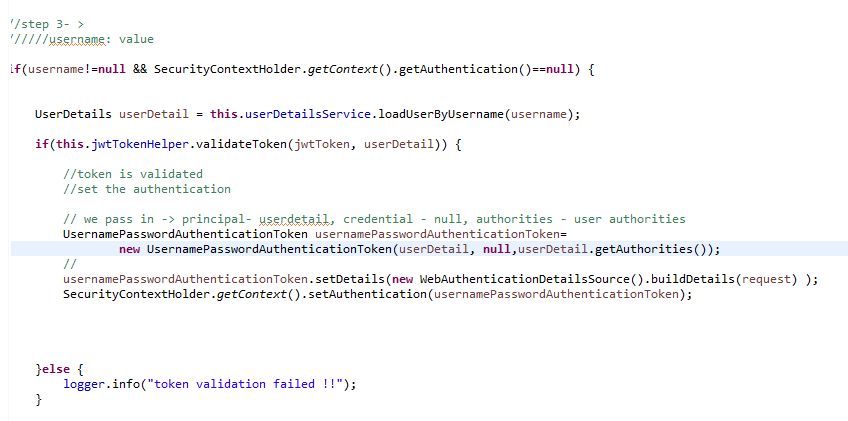 //step 3- >
//////username: value
if(username!=null && SecurityContextHolder.getContext().getAuthentication()==null) {
UserDetails userDetail = this.userDetailsService.loadUserByUsername(username);
if(this.jwtTokenHelper.validateToken(jwtToken, userDetail)) {
//token is validated
//set the authentication
// we pass in -> principal- userdetail, credential - null, authorities - user authorities
UsernamePasswordAuthenticationToken usernamePasswordAuthenticationToken=
new UsernamePasswordAuthenticationToken(userDetail, null,userDetail.getAuthorities());
//
usernamePasswordAuthenticationToken.setDetails(new WebAuthenticationDetailsSource().buildDetails(request) );
SecurityContextHolder.getContext().setAuthentication(usernamePasswordAuthenticationToken);
}else {
logger.info("token validation failed !!");
}